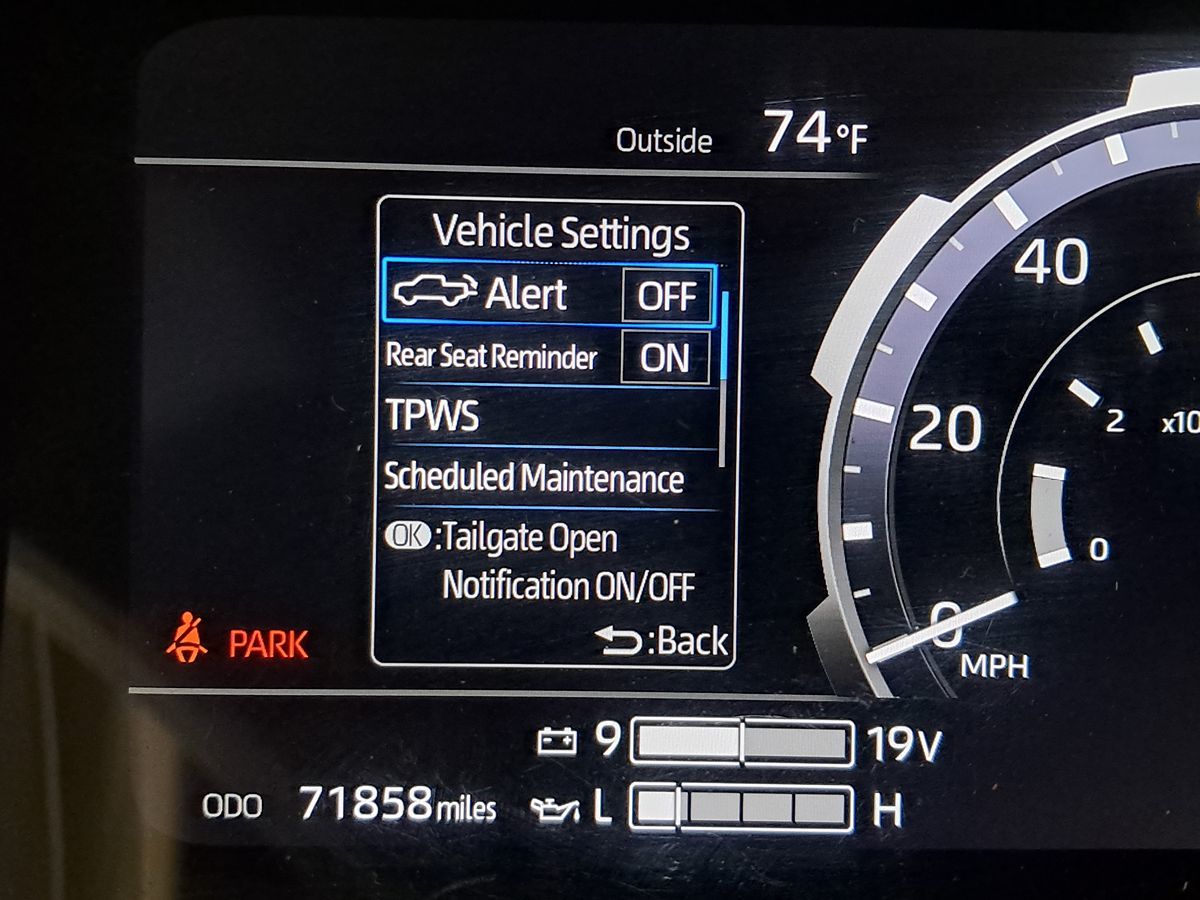 Outside 74°F
Vehicle Settings
Alert OFF
Rear Seat Reminder ON
TPWS
Scheduled Maintenance
OK :Tailgate Open
Notification ON/OFF
:Back
PARK
40
20
0
MPH
2 x10
0
9 19V
ODO 71858 miles L H